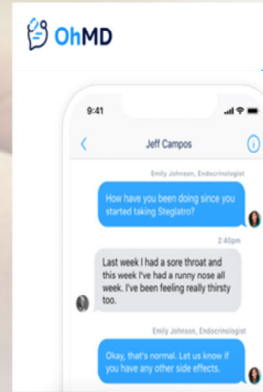 OhMD
9:41
Jeff Campos
Emily Johnson, Endocrinologist
How have you been doing since you
started taking Steglatro?
2:40pm
Last week I had a sore throat and
this week I've had a runny nose all
week. I've been feeling really thirsty
too.
Emily Johnson, Endocrinologist
Okay, that's normal. Let us know if
you have any other side effects.